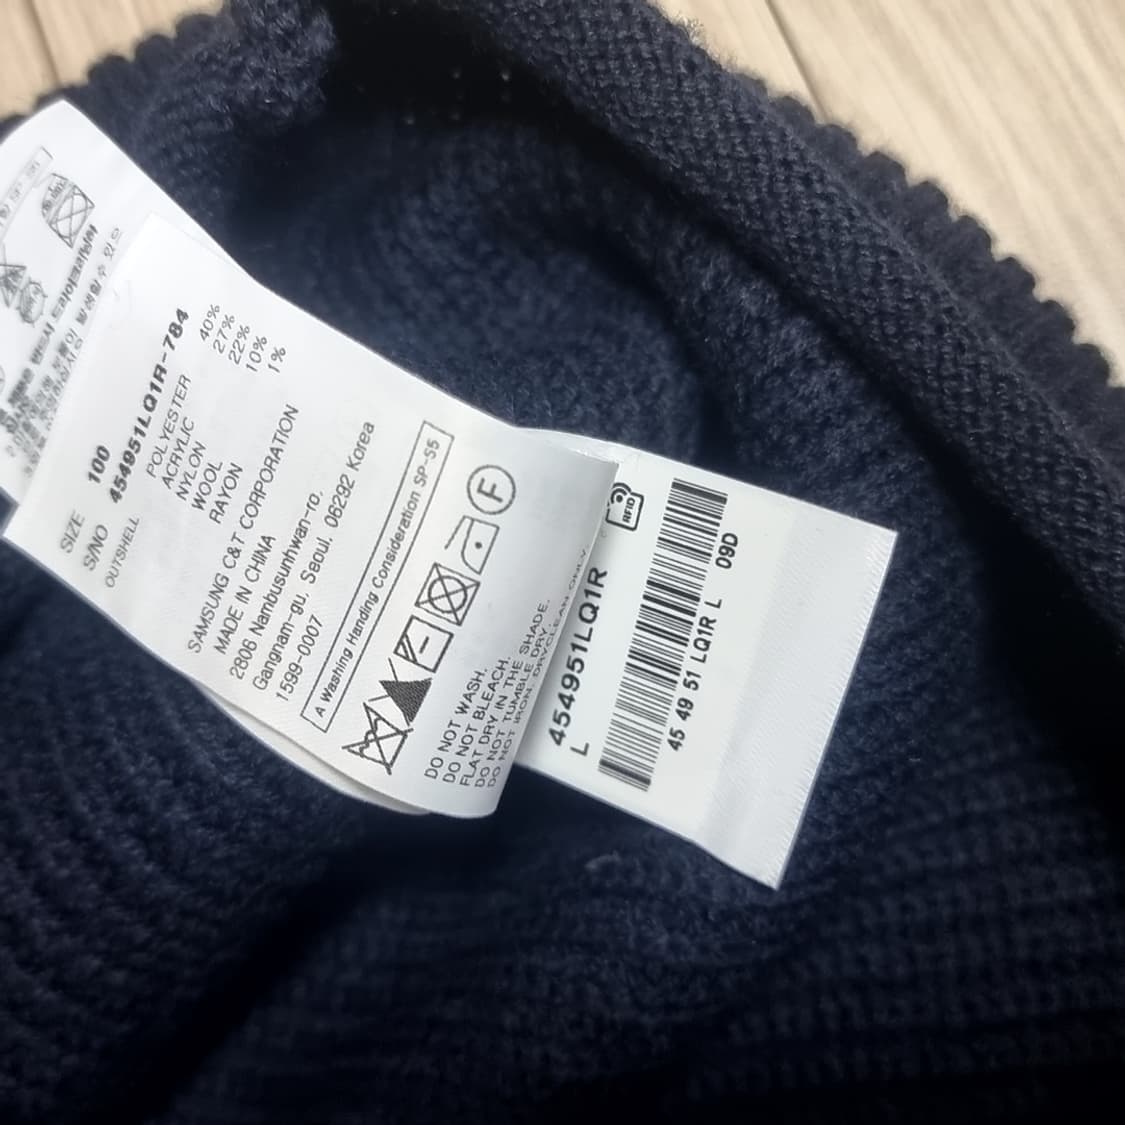 SIZE 100
S/NO 454951LQ1R-784
OUTSHELL POLYESTER 40%
ACRYLIC 27%
NYLON 22%
WOOL 10%
RAYON 1%
SAMSUNG C&T CORPORATION
MADE IN CHINA
2806 Nambusunhwan-ro.
Gangnam-gu. Seoul. 06292 Korea
1599-0007
A Washing Handing Consideration SP-S5
F
DO NOT WASH.
DO NOT BLEACH.
FLAT DRY IN THE SHADE.
DO NOT TUMBLE DRY.
DO NOT IRON. DRYCLEAN ONLY
RFID
454951LQ1R
L
45 49 51 LQ1R L 09D